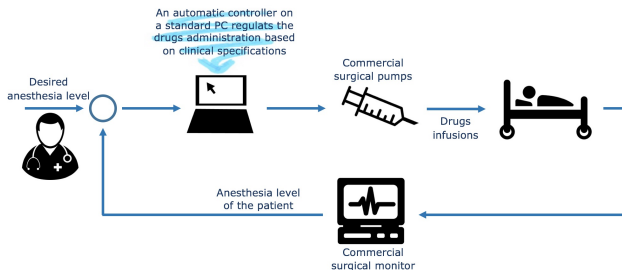 An automatic controller on
a standard PC regulats the
drugs administration based
on clinical specifications
Desired
anesthesia level
Commercial
surgical pumps
Drugs
infusions
Anesthesia level
of the patient
Commercial
surgical monitor